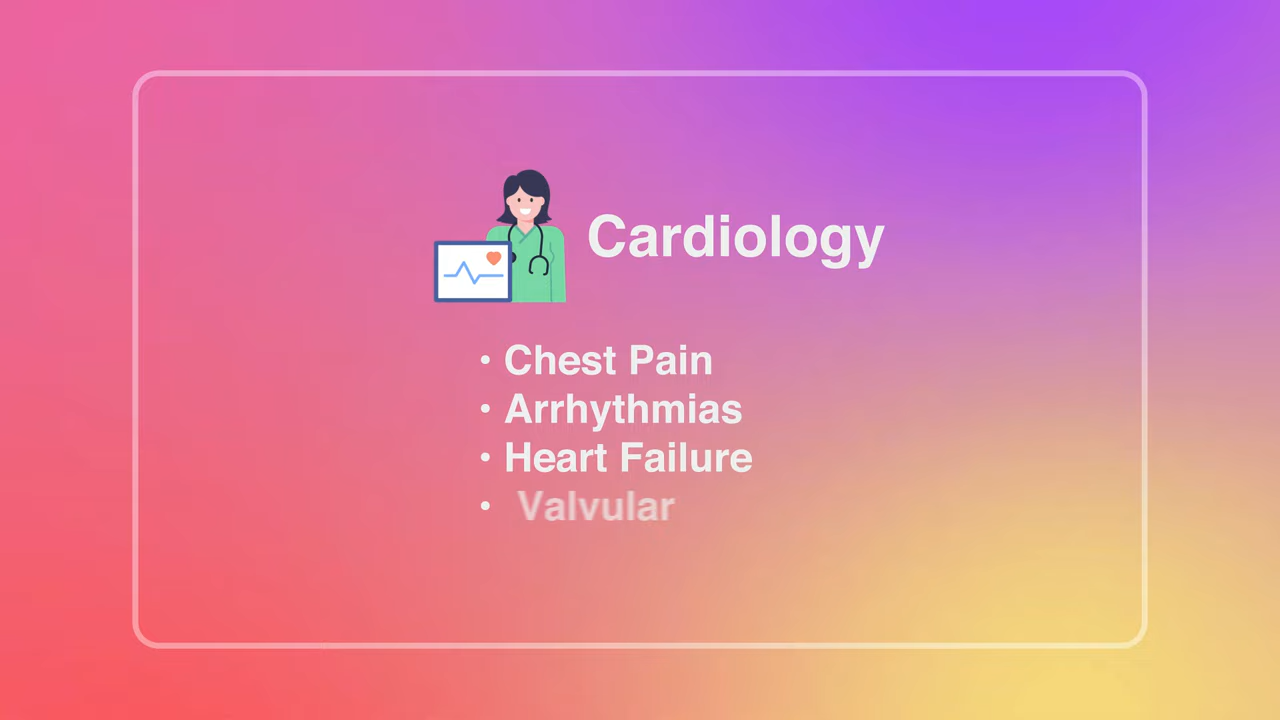 Cardiology
• Chest Pain
• Arrhythmias
• Heart Failure
• Valvular